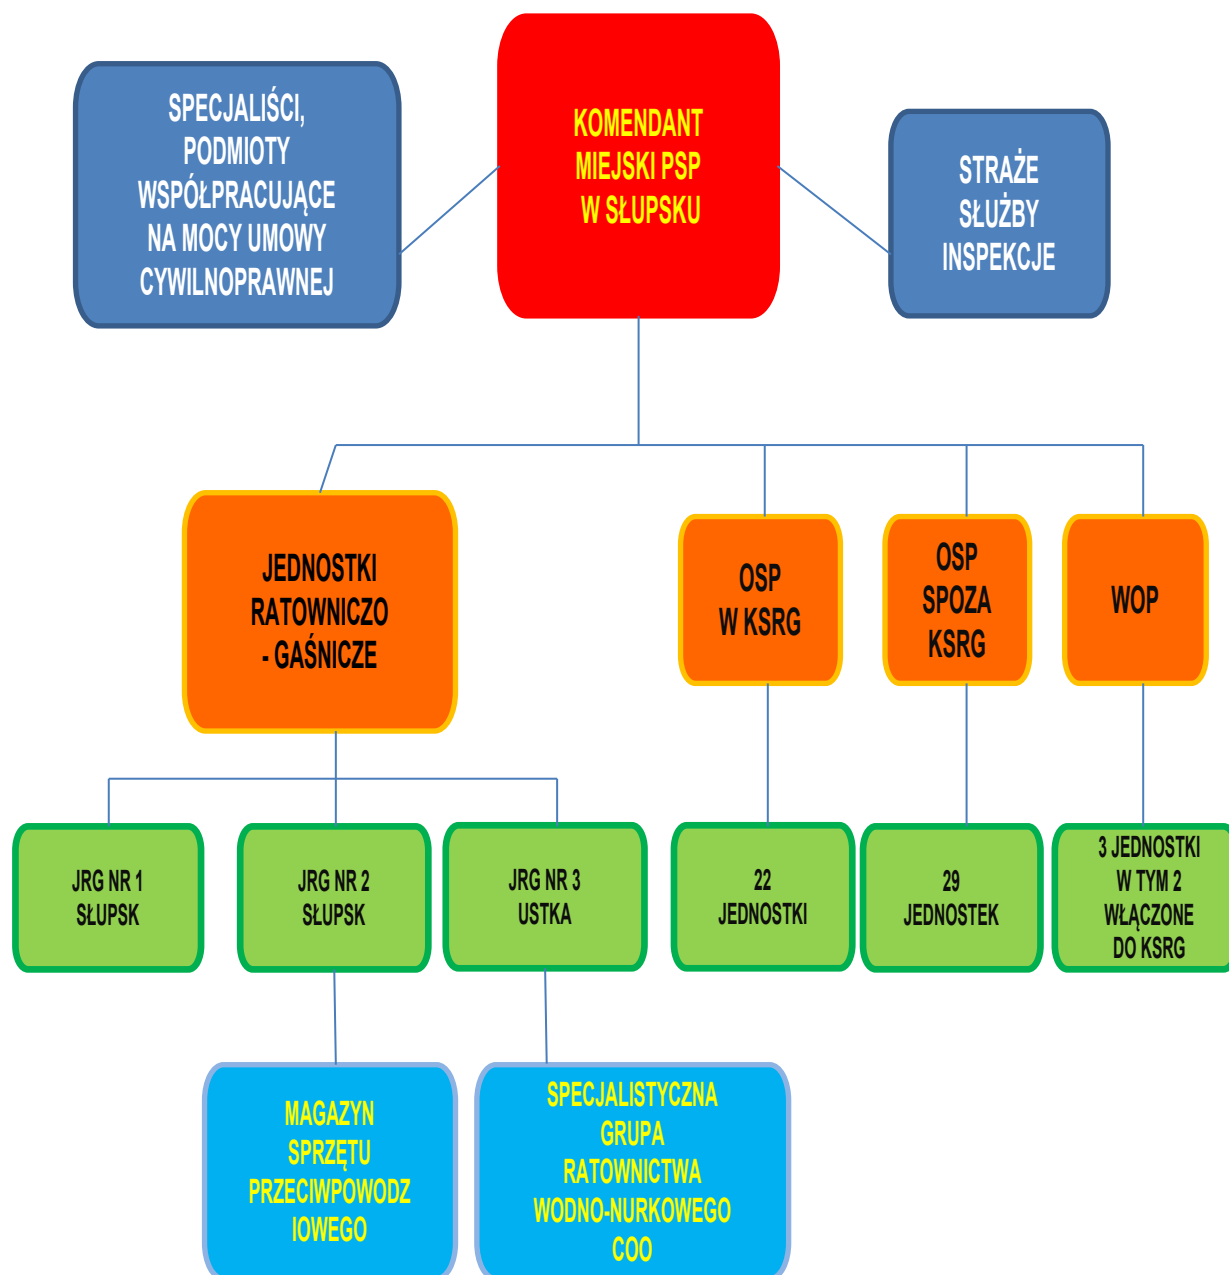 SPECJALIŚCI,
PODMIOTY
WSPÓŁPRACUJĄCE
NA MOCY UMOWY
CYWILNOPRAWNEJ
KOMENDANT
MIEJSKI PSP
W SŁUPSKU
STRAŻE
SŁUŻBY
INSPEKCJE
JEDNOSTKI
RATOWNICZO
- GAŚNICZE
OSP
W KSRG
OSP
SPOZA
KSRG
WOP
JRG NR 1
SŁUPSK
JRG NR 2
SŁUPSK
JRG NR 3
USTKA
22
JEDNOSTKI
29
JEDNOSTEK
3 JEDNOSTKI
W TYM 2
WŁĄCZONE
DO KSRG
MAGAZYN
SPRZĘTU
PRZECIWPOWODZ
IOWEGO
SPECJALISTYCZNA
GRUPA
RATOWNICTWA
WODNO-NURKOWEGO
COO